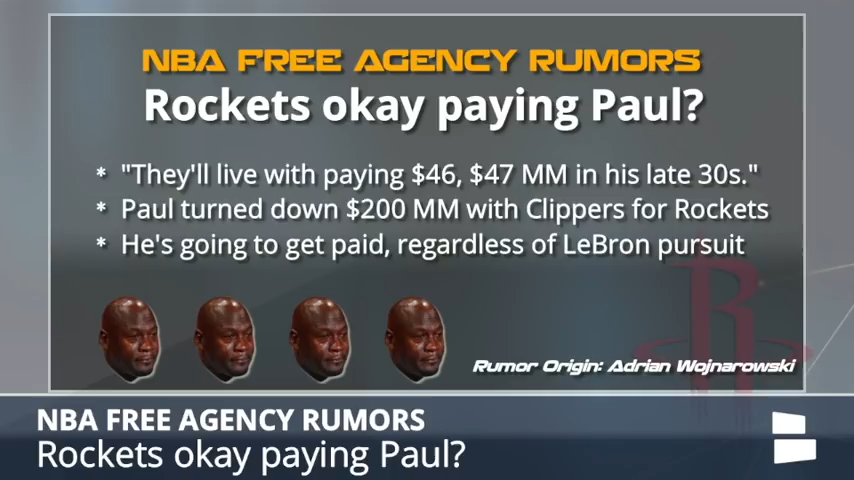 NBA FREE AGENCY RUMORS
Rockets okay paying Paul?
* "They'll live with paying $46, $47 MM in his late 30s."
* Paul turned down $200 MM with Clippers for Rockets
* He's going to get paid, regardless of LeBron pursuit
R
Rumor Origin: Adrian Wojnarowski
NBA FREE AGENCY RUMORS
Rockets okay paying Paul?